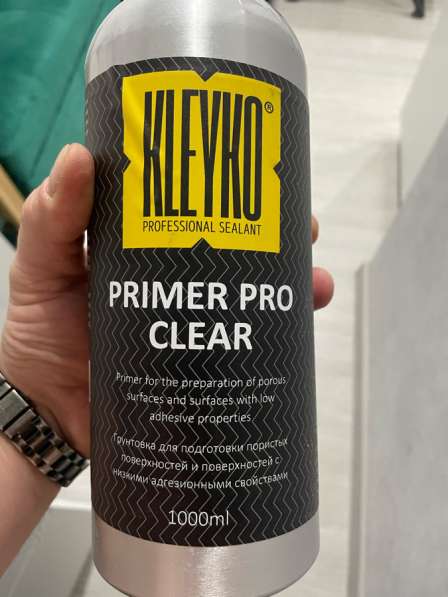 KLEYKO®
PROFESSIONAL SEALANT
PRIMER PRO
CLEAR
Primer for the preparation of porous
surfaces and surfaces with low
adhesive properties
Грунтовка для подготовки пористых
поверхностей и поверхностей с
низкими адгезионными свойствами
1000ml